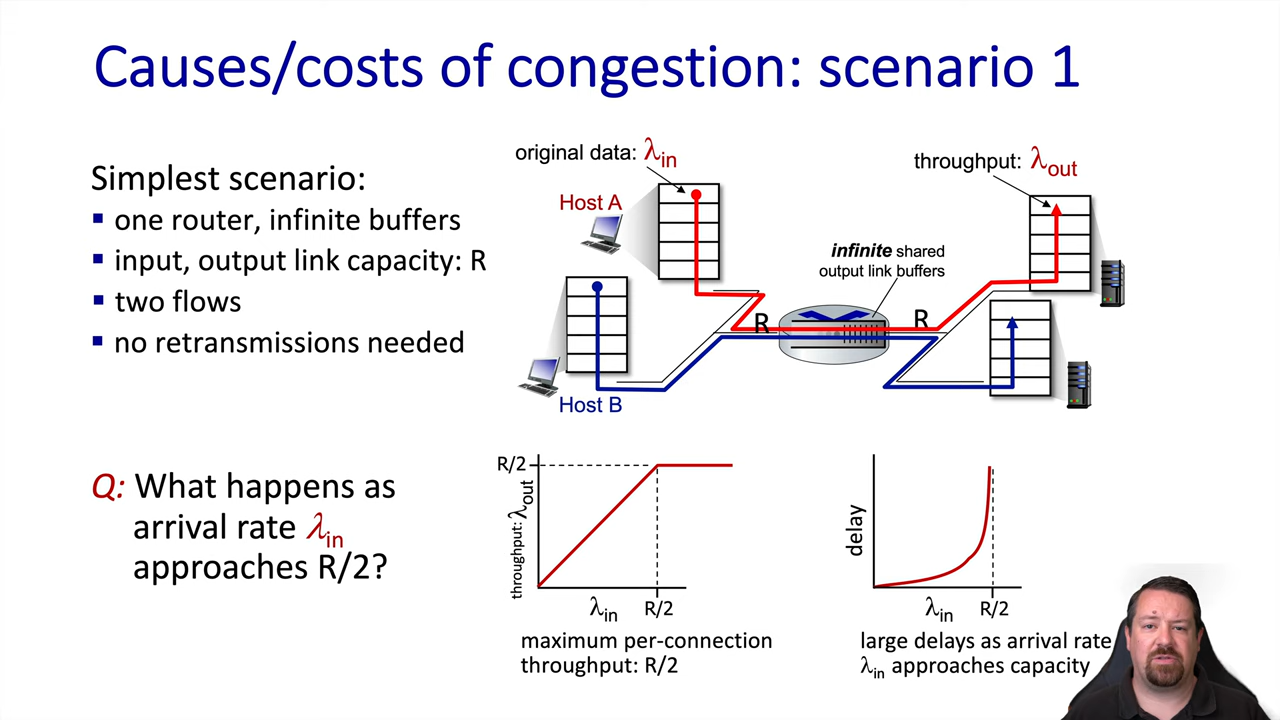 Causes/costs of congestion: scenario 1
Simplest scenario:
▪ one router, infinite buffers
▪ input, output link capacity: R
▪ two flows
▪ no retransmissions needed
original data: λin
throughput: λout
Host A
infinite shared
output link buffers
R
R
Host B
Q: What happens as
arrival rate λin
approaches R/2?
R/2
throughput: λout
λin
R/2
maximum per-connection
throughput: R/2
delay
λin
R/2
large delays as arrival rate
λin approaches capacity